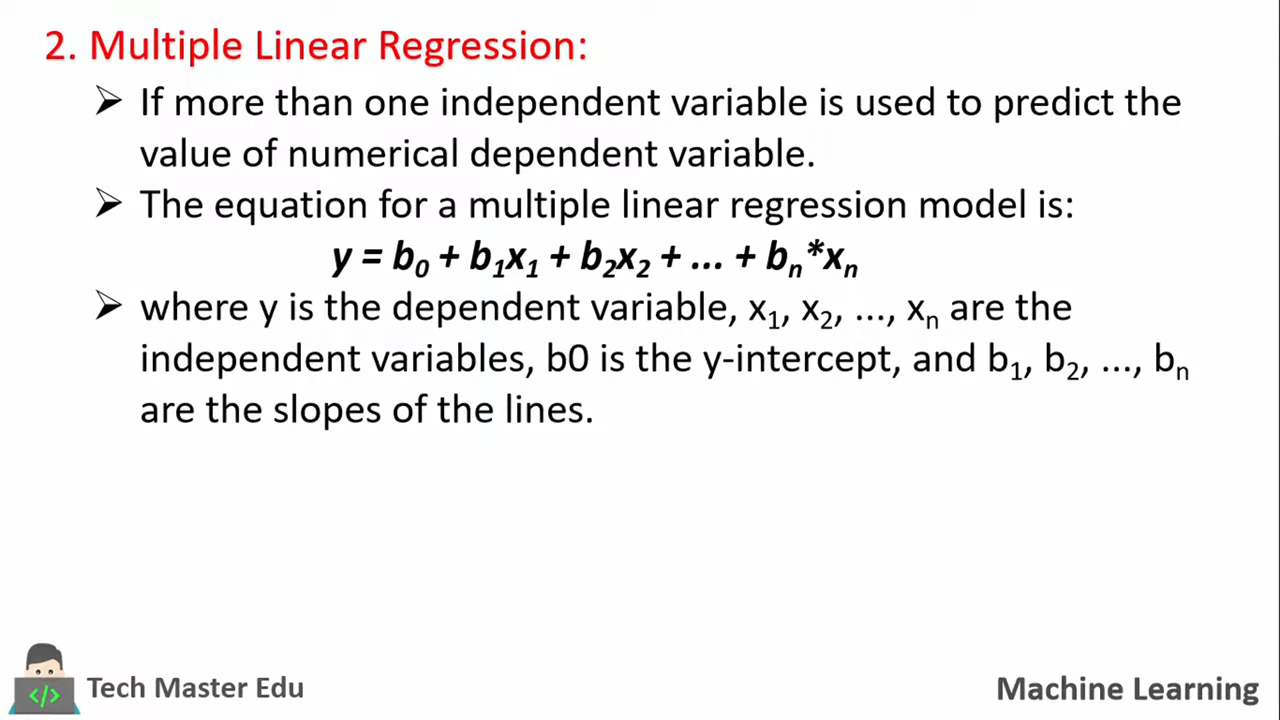 2. Multiple Linear Regression:
➢ If more than one independent variable is used to predict the
value of numerical dependent variable.
➢ The equation for a multiple linear regression model is:
y = b₀ + b₁x₁ + b₂x₂ + ... + bₙ*xₙ
➢ where y is the dependent variable, x₁, x₂, ..., xₙ are the
independent variables, b0 is the y-intercept, and b₁, b₂, ..., bₙ
are the slopes of the lines.
</>
Tech Master Edu
Machine Learning